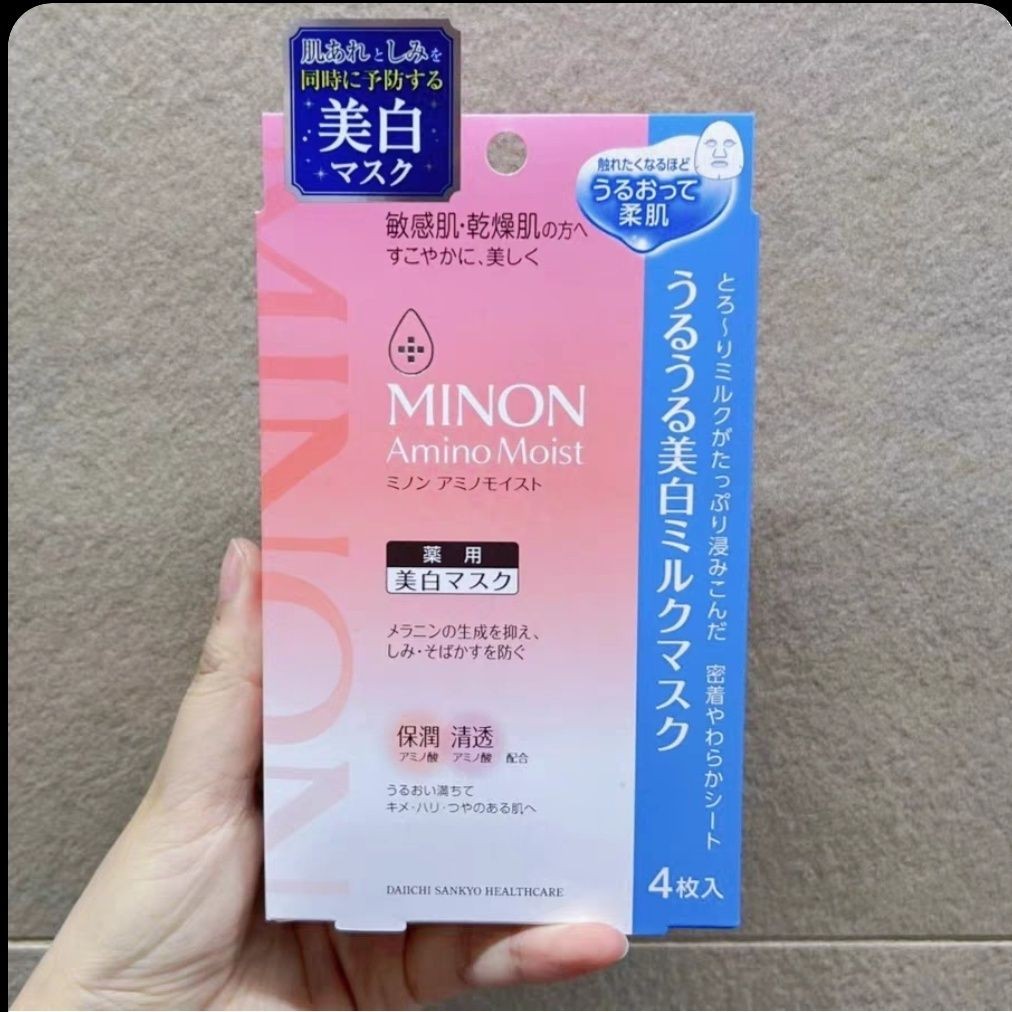 肌あれとしみを
同時に予防する
美白
マスク
触れたくなるほど
うるおって
柔肌
敏感肌・乾燥肌の方へ
すこやかに、美しく
MINON
MINON
Amino Moist
ミノン アミノモイスト
薬用
美白マスク
メラニンの生成を抑え、
しみ・そばかすを防ぐ
保潤 清透
アミノ酸 アミノ酸 配合
うるおい満ちて
キメ・ハリ・つやのある肌へ
DAIICHI SANKYO HEALTHCARE
とろ〜りミルクがたっぷり浸みこんだ 密着やわらかシート
うるうる美白ミルクマスク
4枚入